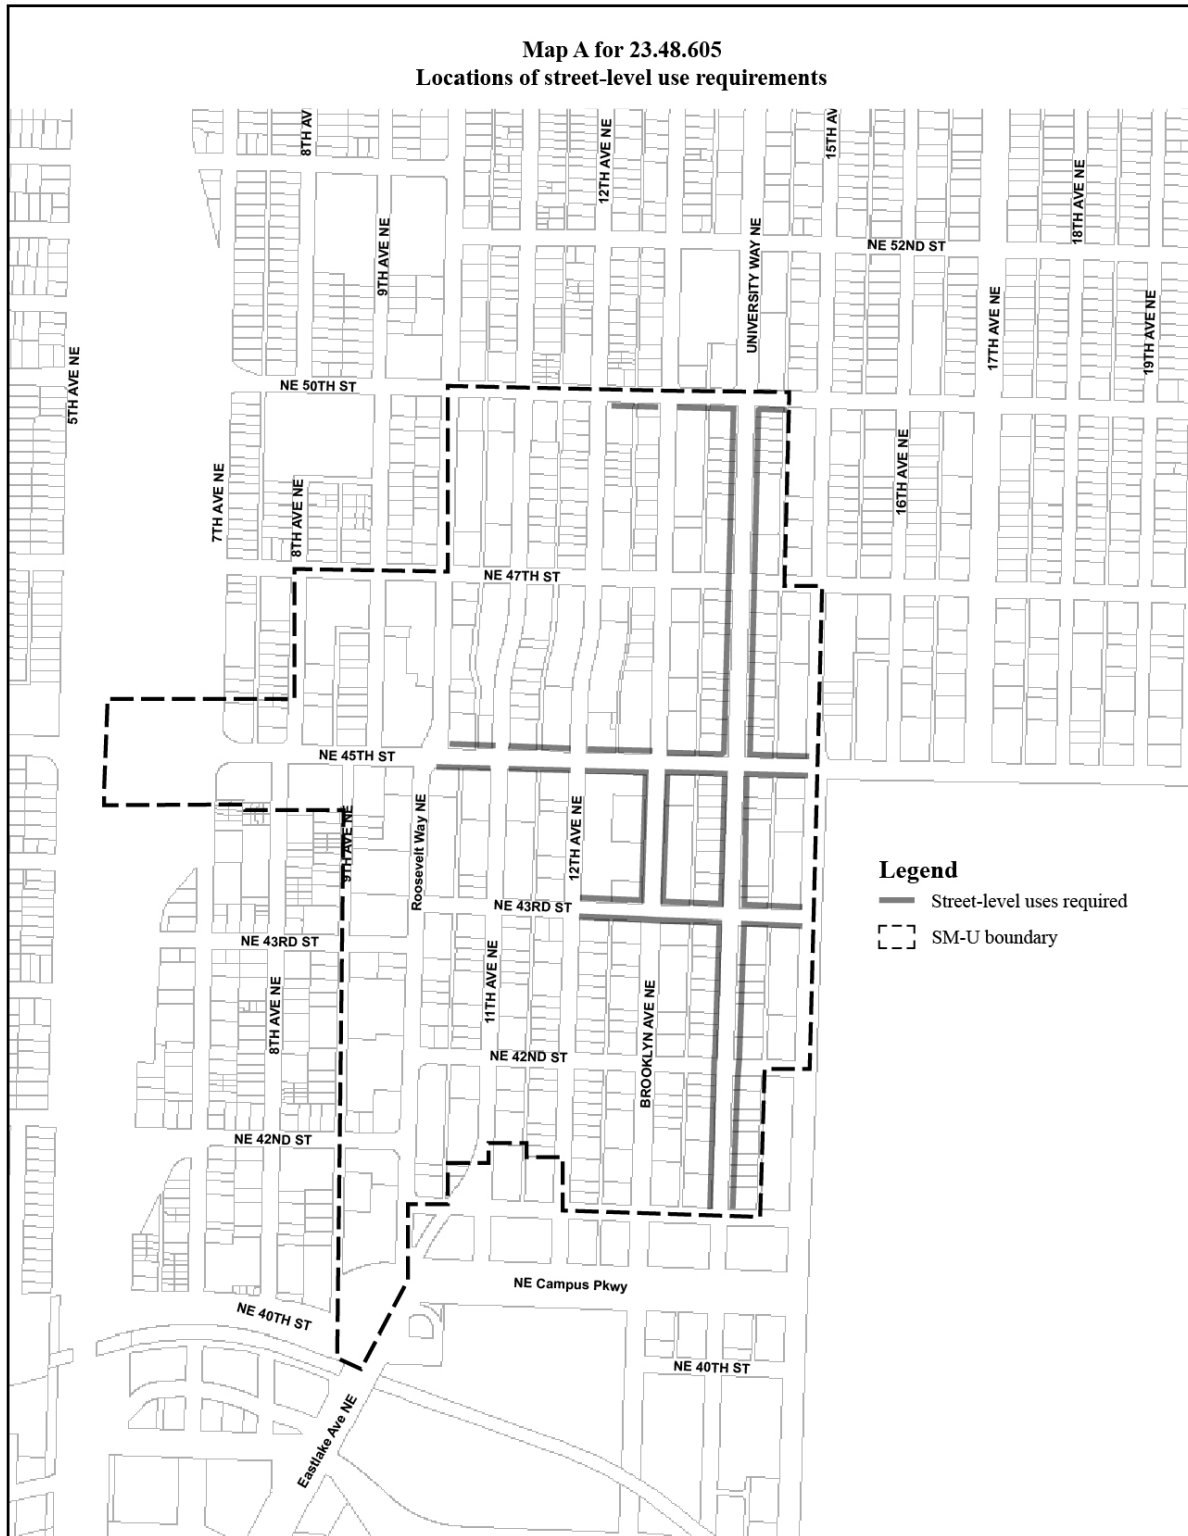 Map A for 23.48.605
Locations of street-level use requirements
8TH AV
12TH AVE NE
15TH AV
18TH AVE NE
9TH AVE NE
UNIVERSITY WAY NE
NE 52ND ST
17TH AVE NE
19TH AVE NE
5TH AVE NE
NE 50TH ST
7TH AVE NE
8TH AVE NE
16TH AVE NE
NE 47TH ST
NE 45TH ST
9TH AVE NE
Roosevelt Way NE
12TH AVE NE
Legend
Street-level uses required
SM-U boundary
NE 43RD ST
NE 43RD ST
8TH AVE NE
11TH AVE NE
BROOKLYN AVE NE
NE 42ND ST
NE 42ND ST
NE Campus Pkwy
NE 40TH ST
NE 40TH ST
Eastlake Ave NE